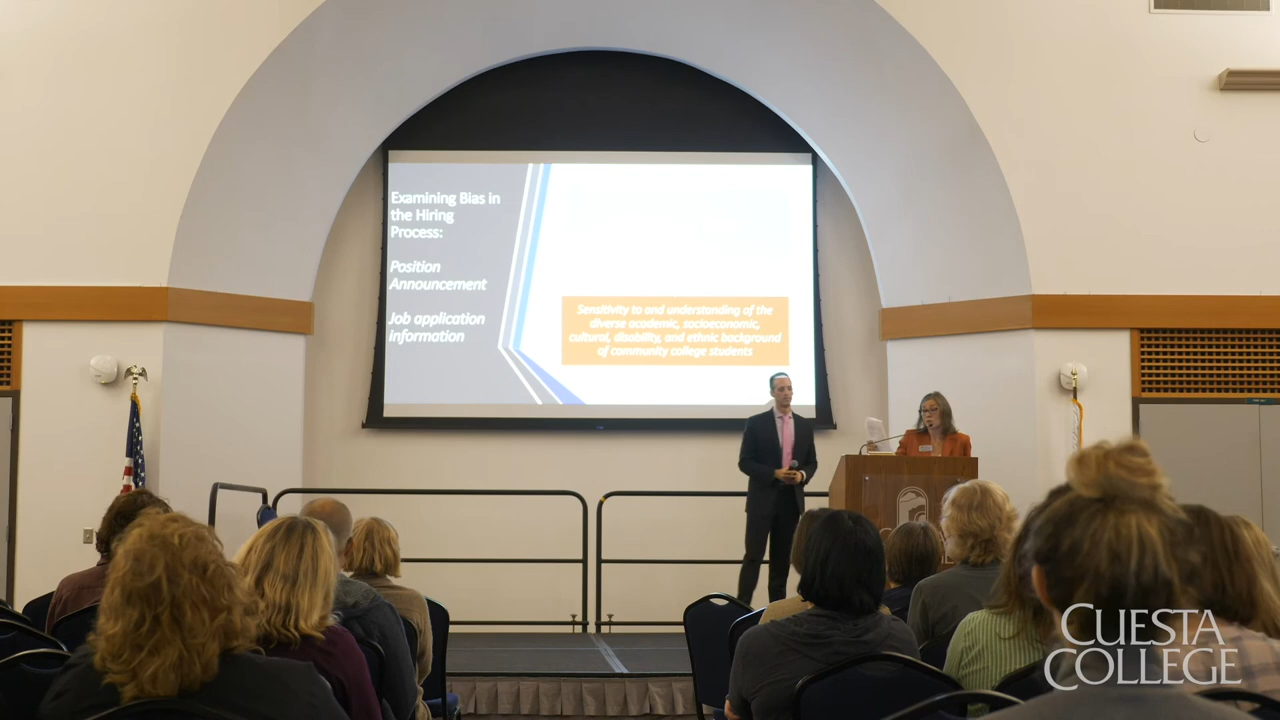 Examining Bias in
the Hiring
Process:
Position
Announcement
Job application
information
Sensitivity to and understanding of the
diverse academic, socioeconomic,
cultural, disability, and ethnic background
of community college students
CUESTA
COLLEGE